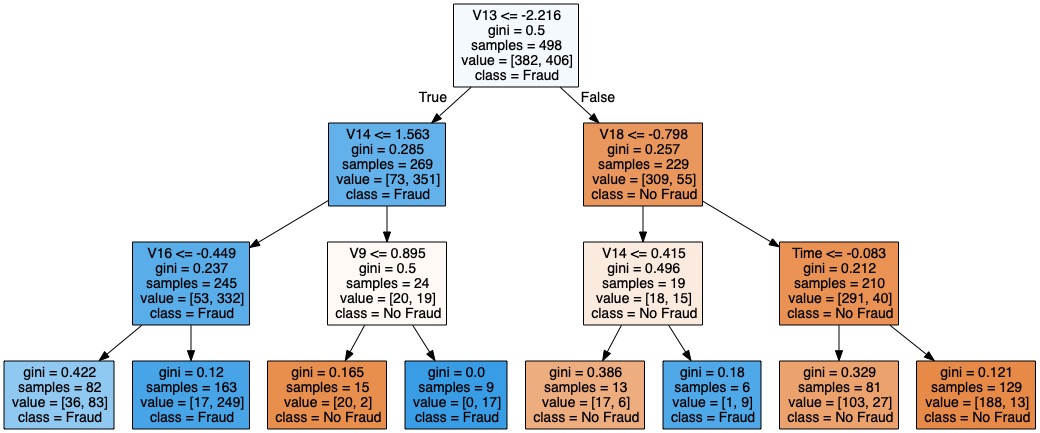 V13 <= -2.216
gini = 0.5
samples = 498
value = [382, 406]
class = Fraud
True
False
V14 <= 1.563
gini = 0.285
samples = 269
value = [73, 351]
class = Fraud
V18 <= -0.798
gini = 0.257
samples = 229
value = [309, 55]
class = No Fraud
V16 <= -0.449
gini = 0.237
samples = 245
value = [53, 332]
class = Fraud
V9 <= 0.895
gini = 0.5
samples = 24
value = [20, 19]
class = No Fraud
V14 <= 0.415
gini = 0.496
samples = 19
value = [18, 15]
class = No Fraud
Time <= -0.083
gini = 0.212
samples = 210
value = [291, 40]
class = No Fraud
gini = 0.422
samples = 82
value = [36, 83]
class = Fraud
gini = 0.12
samples = 163
value = [17, 249]
class = Fraud
gini = 0.165
samples = 15
value = [20, 2]
class = No Fraud
gini = 0.0
samples = 9
value = [0, 17]
class = Fraud
gini = 0.386
samples = 13
value = [17, 6]
class = No Fraud
gini = 0.18
samples = 6
value = [1, 9]
class = Fraud
gini = 0.329
samples = 81
value = [103, 27]
class = No Fraud
gini = 0.121
samples = 129
value = [188, 13]
class = No Fraud